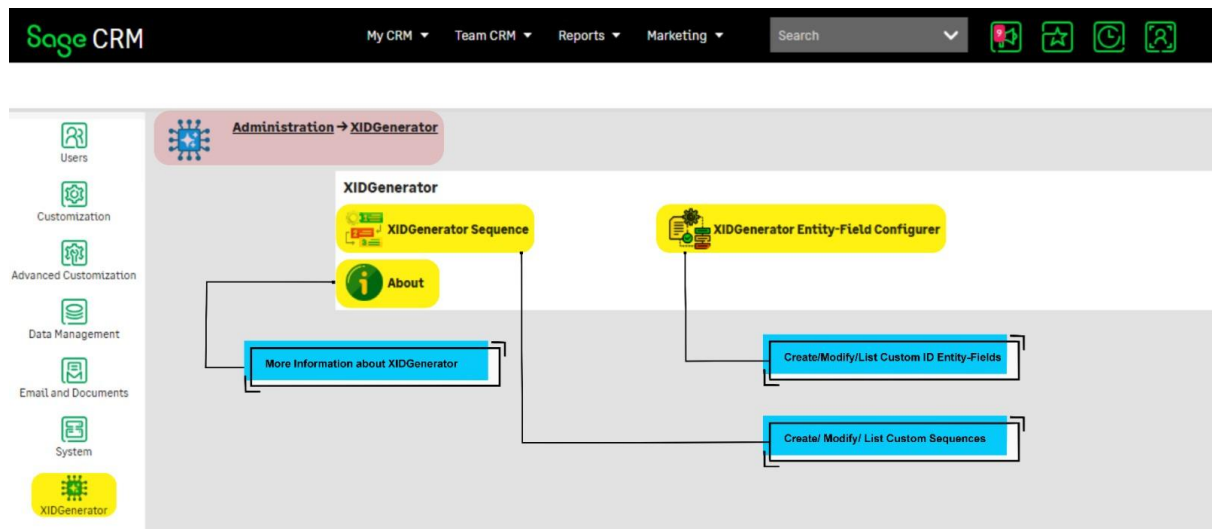 Sage CRM
My CRM
Team CRM
Reports
Marketing
Search
9
Users
Customization
Advanced Customization
Data Management
Email and Documents
System
XIDGenerator
Administration → XIDGenerator
XIDGenerator
XIDGenerator Sequence
XIDGenerator Entity-Field Configurer
About
More Information about XIDGenerator
Create/Modify/List Custom ID Entity-Fields
Create/ Modify/ List Custom Sequences